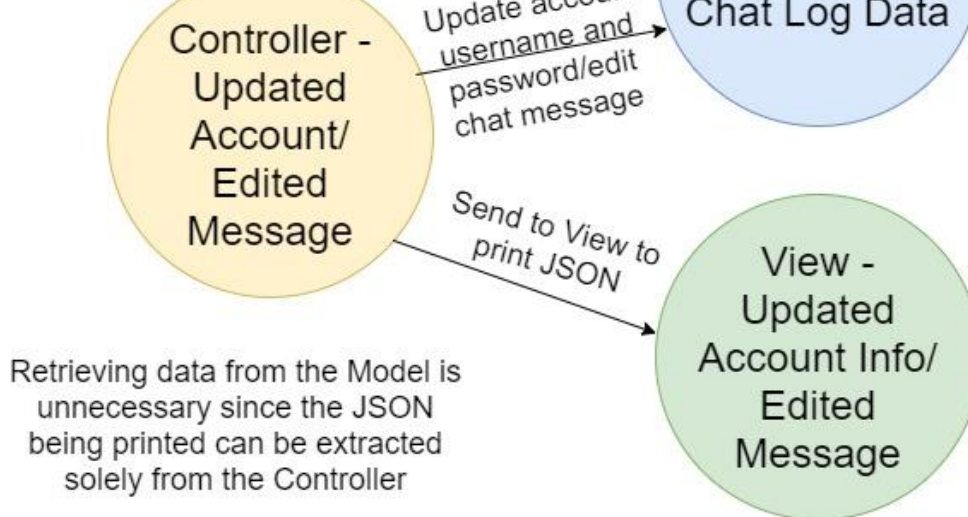 Controller -
Updated
Account/
Edited
Message
Update
username and
password/edit
chat message
Chat Log Data
Send to View to
print JSON
View -
Updated
Account Info/
Edited
Message
Retrieving data from the Model is
unnecessary since the JSON
being printed can be extracted
solely from the Controller